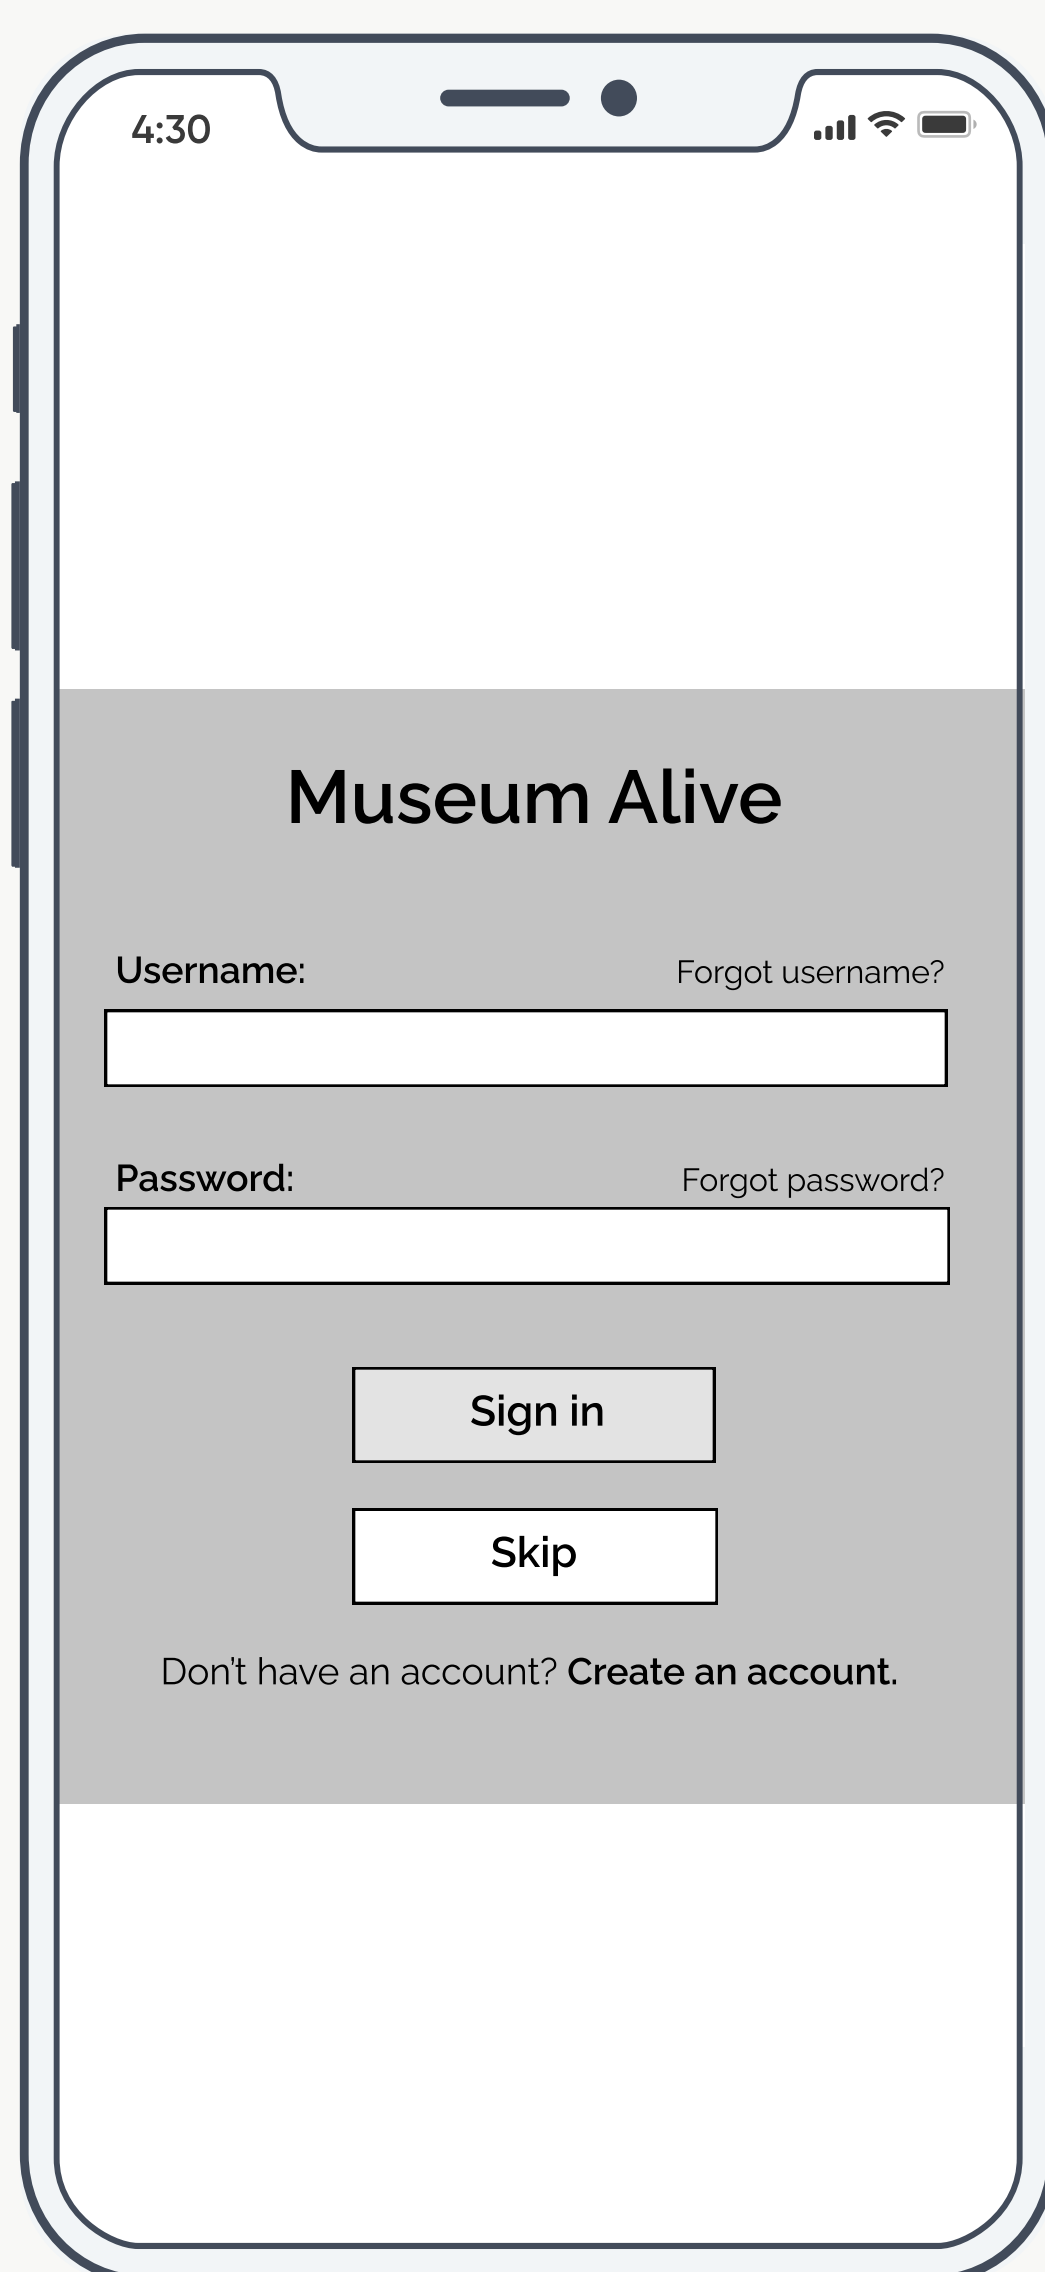 4:30
Museum Alive
Username: Forgot username?
Password: Forgot password?
Sign in
Skip
Don't have an account? Create an account.